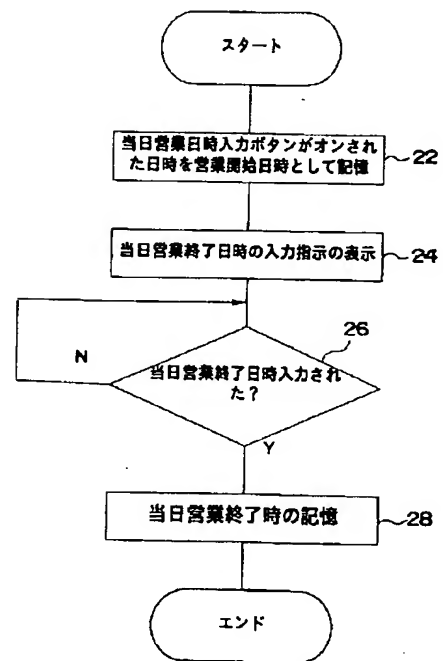 スタート
当日営業日時入力ボタンがオンされ
た日時を営業開始日時として記憶
22
当日営業終了日時の入力指示の表示
24
26
N
当日営業終了日時入力され
た？
Y
当日営業終了時の記憶
28
エンド